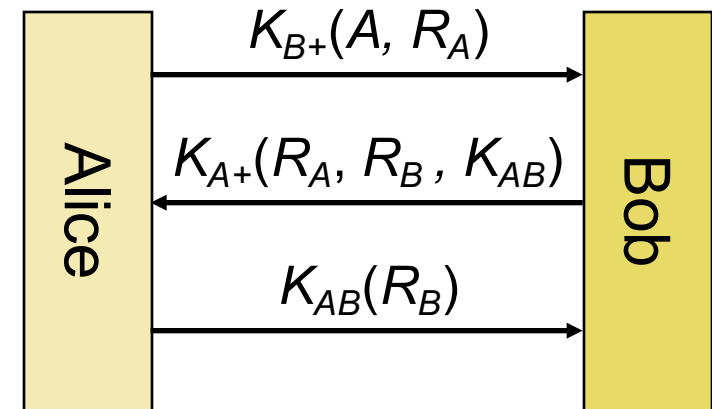 K_{B+}(A, R_A)
K_{A+}(R_A, R_B , K_{AB})
K_{AB}(R_B)
Alice
Bob